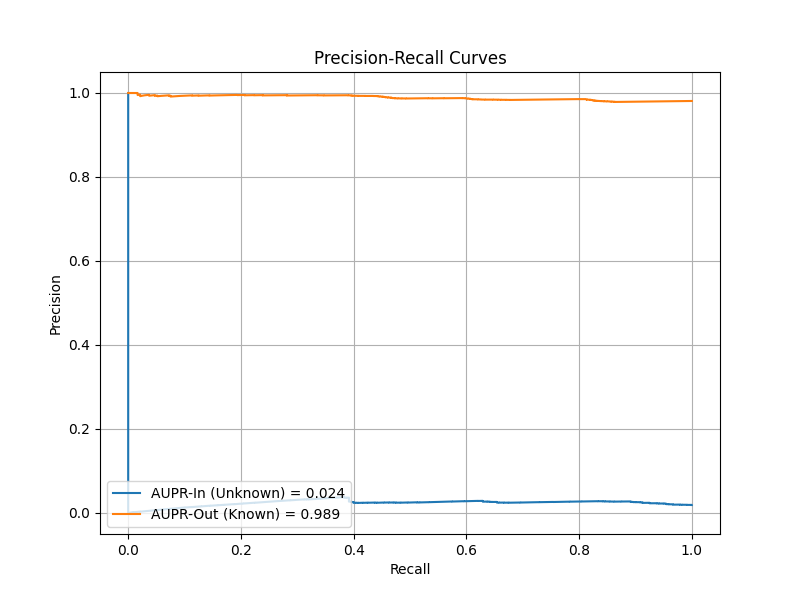 Precision-Recall Curves
1.0
0.8
0.6
0.4
0.2
0.0
Precision
AUPR-In (Unknown) = 0.024
AUPR-Out (Known) = 0.989
0.0 0.2 0.4 0.6 0.8 1.0
Recall